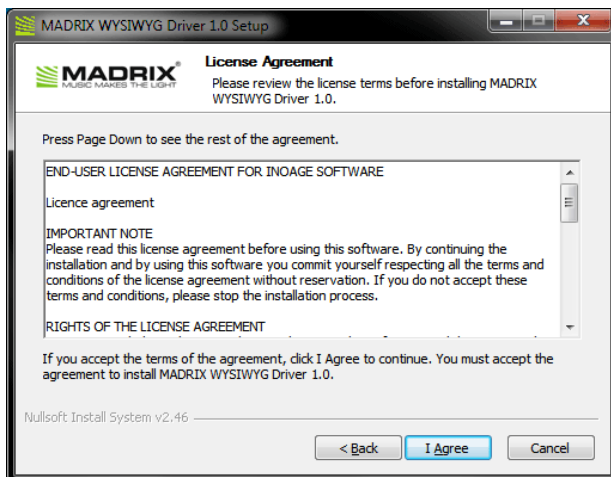 MADRIX WYSIWYG Driver 1.0 Setup
MADRIX®
MUSIC MAKES THE LIGHT
License Agreement
Please review the license terms before installing MADRIX
WYSIWYG Driver 1.0.
Press Page Down to see the rest of the agreement.
END-USER LICENSE AGREEMENT FOR INOAGE SOFTWARE
Licence agreement
IMPORTANT NOTE
Please read this license agreement before using this software. By continuing the
installation and by using this software you commit yourself respecting all the terms and
conditions of the license agreement without reservation. If you do not accept these
terms and conditions, please stop the installation process.
RIGHTS OF THE LICENSE AGREEMENT
If you accept the terms of the agreement, click I Agree to continue. You must accept the
agreement to install MADRIX WYSIWYG Driver 1.0.
Nullsoft Install System v2.46
< Back
I Agree
Cancel